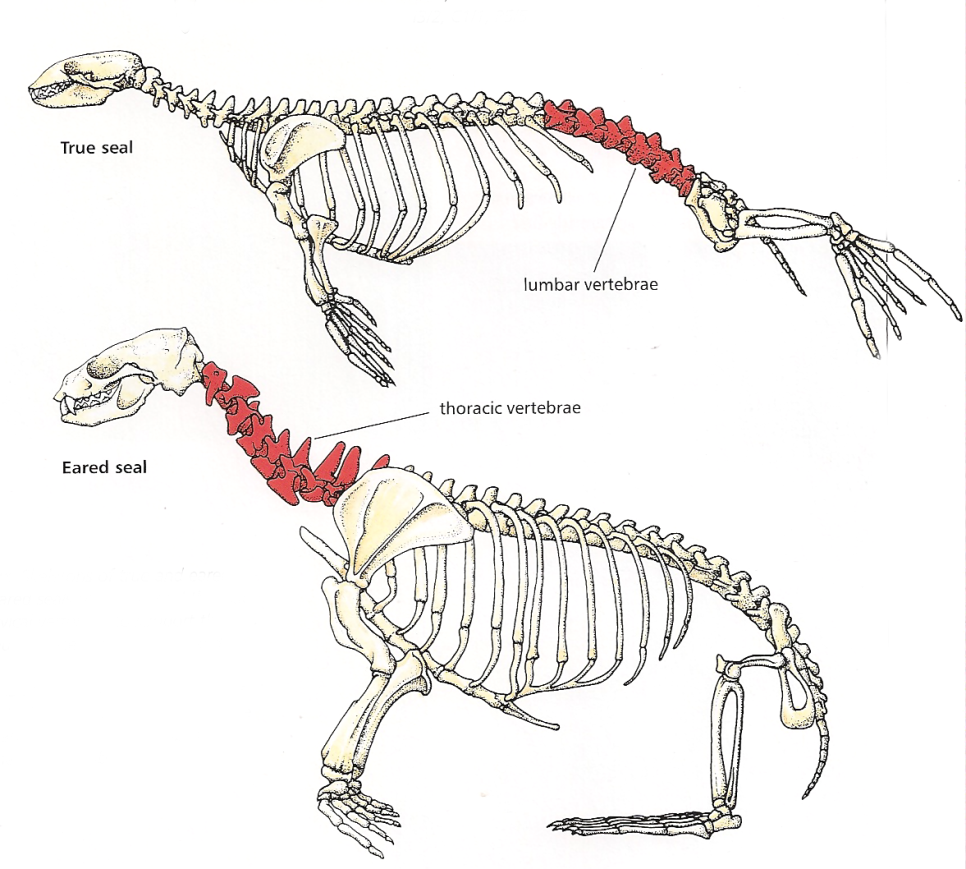 True seal
lumbar vertebrae
thoracic vertebrae
Eared seal